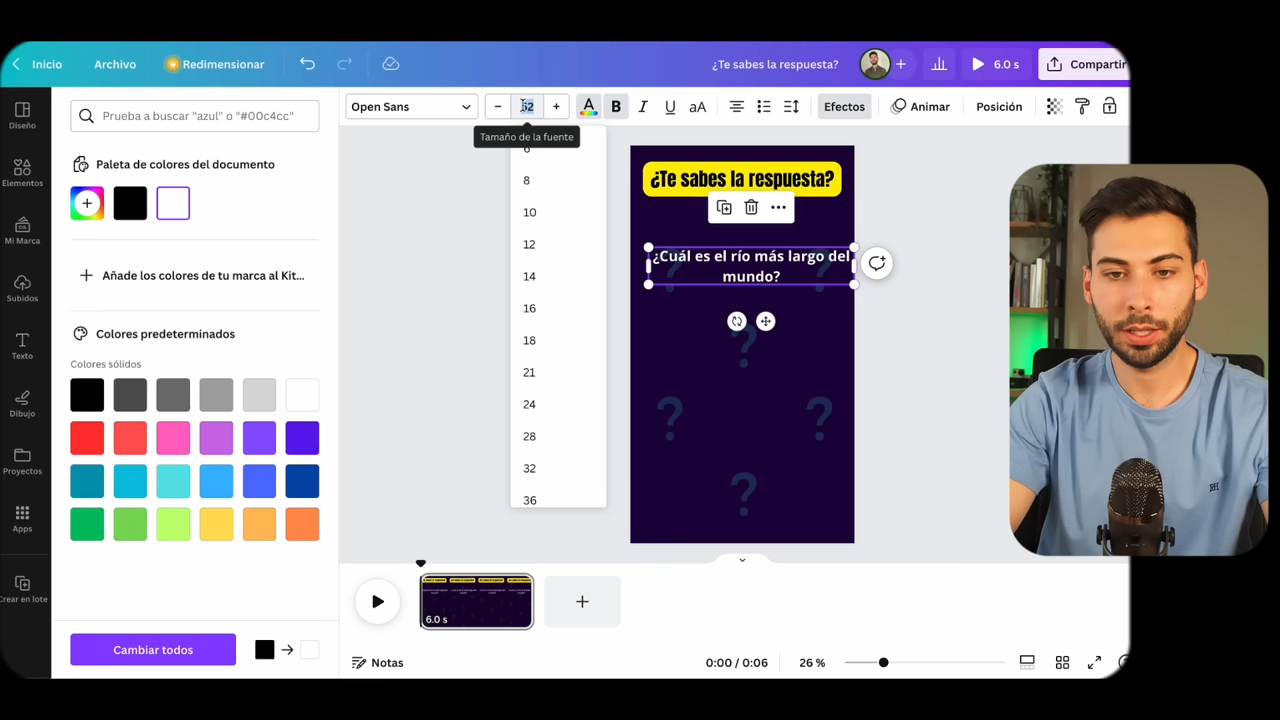 Inicio
Archivo
Redimensionar
¿Te sabes la respuesta?
6.0 s
Compartir
Diseño
Elementos
Mi Marca
Subidos
Texto
Dibujo
Proyectos
Apps
Crear en lote
Prueba a buscar "azul" o "#00c4cc"
Paleta de colores del documento
Añade los colores de tu marca al Kit...
Colores predeterminados
Colores sólidos
Cambiar todos
Open Sans
B
I
U
aA
Efectos
Animar
Posición
Tamaño de la fuente
6
8
10
12
14
16
18
21
24
28
32
36
¿Te sabes la respuesta?
¿Cuál es el río más largo del
mundo?
6.0 s
Notas
0:00 / 0:06
26 %